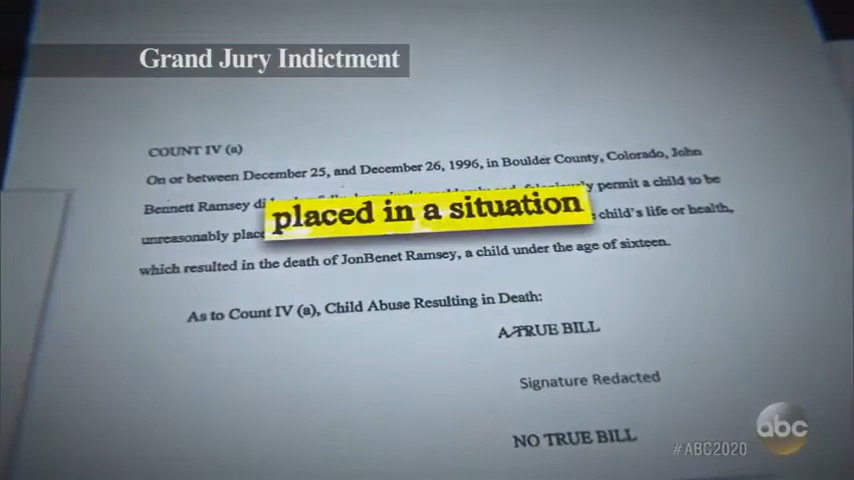 Grand Jury Indictment
COUNT IV (a)
On or between December 25, and December 26, 1996, in Boulder County, Colorado, John
Bennett Ramsey permit a child to be
placed in a situation
unreasonably child's life or health,
which resulted in the death of JonBenet Ramsey, a child under the age of sixteen.
As to Count IV (a), Child Abuse Resulting in Death:
A TRUE BILL
Signature Redacted
NO TRUE BILL
abc
#ABC2020